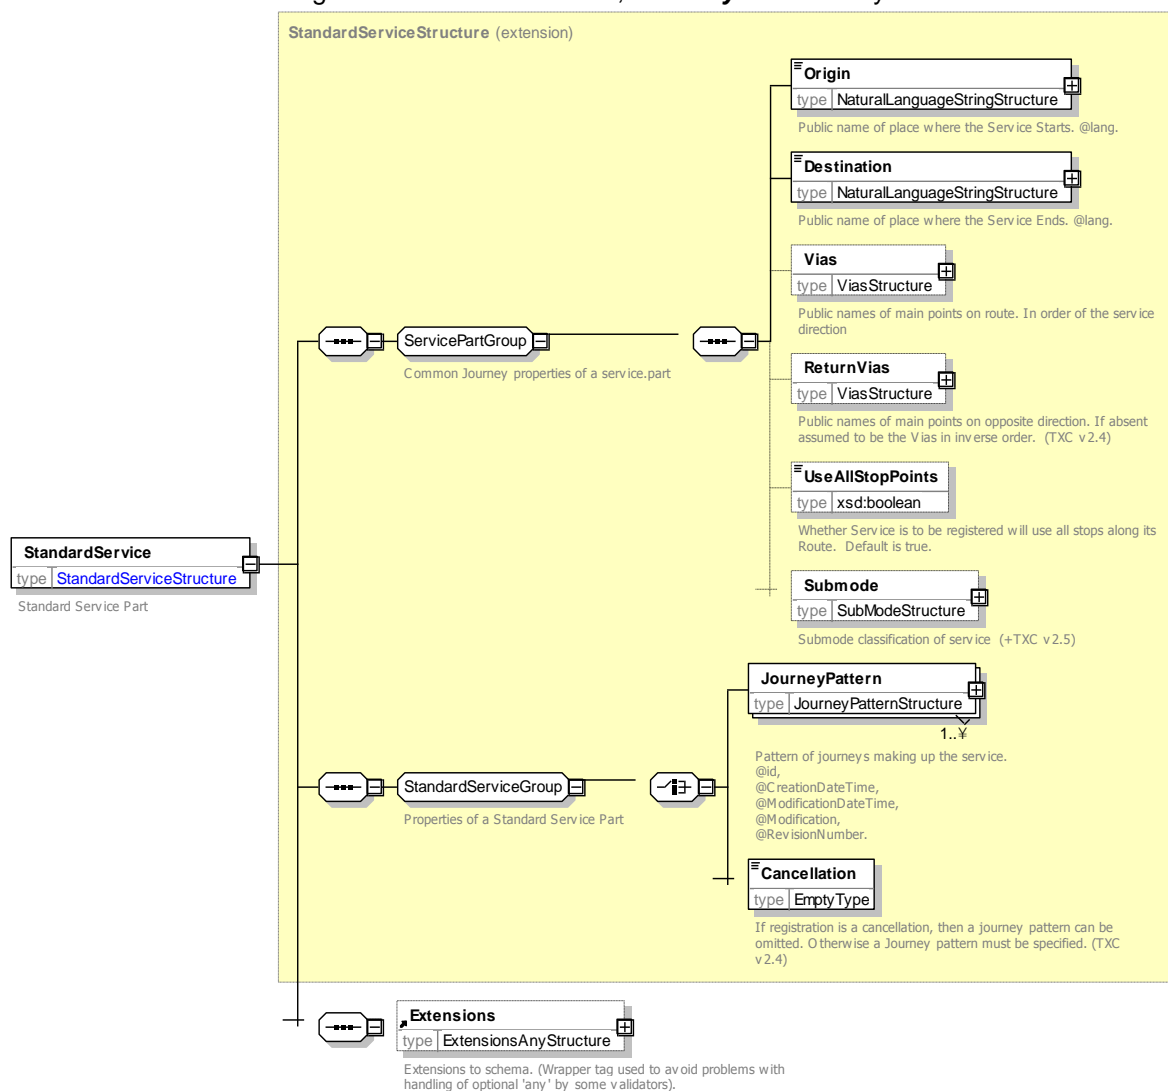 StandardServiceStructure (extension)
Origin
type NaturalLanguageStringStructure
Public name of place where the Service Starts. @lang.
Destination
type NaturalLanguageStringStructure
Public name of place where the Service Ends. @lang.
Vias
type ViasStructure
Public names of main points on route. In order of the service
direction
ServicePartGroup
Common Journey properties of a service.part
ReturnVias
type ViasStructure
Public names of main points on opposite direction. If absent
assumed to be the Vias in inverse order. (TXC v2.4)
UseAllStopPoints
type xsd:boolean
Whether Service is to be registered will use all stops along its
Route. Default is true.
StandardService
type StandardServiceStructure
Standard Service Part
Submode
type SubModeStructure
Submode classification of service (+TXC v2.5)
JourneyPattern
type JourneyPatternStructure
1..¥
Pattern of journeys making up the service.
@id,
@CreationDateTime,
@ModificationDateTime,
@Modification,
@RevisionNumber.
StandardServiceGroup
Properties of a Standard Service Part
Cancellation
type EmptyType
If registration is a cancellation, then a journey pattern can be
omitted. Otherwise a Journey pattern must be specified. (TXC
v2.4)
Extensions
type ExtensionsAnyStructure
Extensions to schema. (Wrapper tag used to avoid problems with
handling of optional 'any' by some validators).